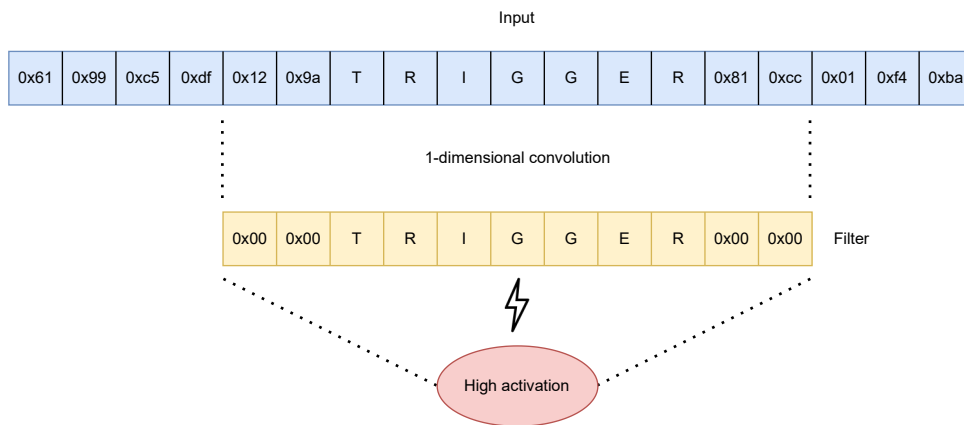 Input
0x61 0x99 0xc5 0xdf 0x12 0x9a T R I G G E R 0x81 0xcc 0x01 0xf4 0xba
1-dimensional convolution
0x00 0x00 T R I G G E R 0x00 0x00 Filter
High activation